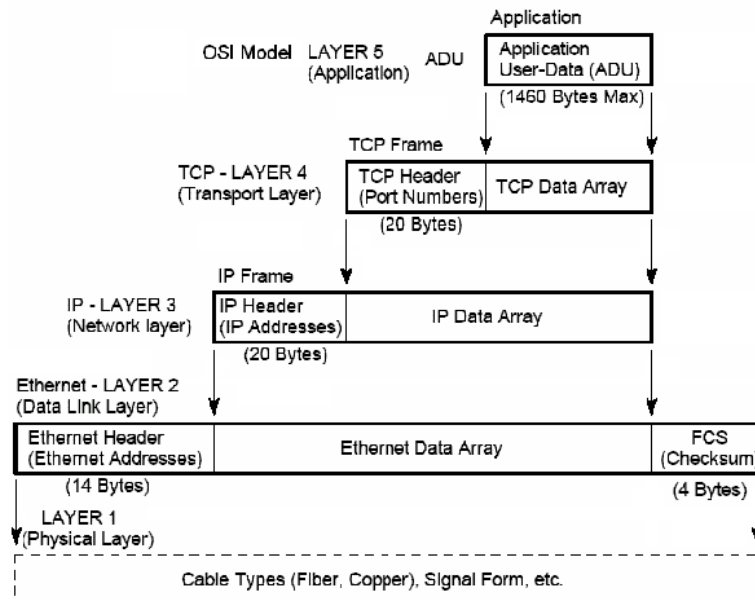 Application
OSI Model LAYER 5 ADU
(Application)
Application
User-Data (ADU)
(1460 Bytes Max)
TCP Frame
TCP - LAYER 4
(Transport Layer)
TCP Header
(Port Numbers)
TCP Data Array
(20 Bytes)
IP Frame
IP - LAYER 3
(Network layer)
IP Header
(IP Addresses)
IP Data Array
(20 Bytes)
Ethernet - LAYER 2
(Data Link Layer)
Ethernet Header
(Ethernet Addresses)
Ethernet Data Array
FCS
(Checksum)
(14 Bytes)
(4 Bytes)
LAYER 1
(Physical Layer)
Cable Types (Fiber, Copper), Signal Form, etc.